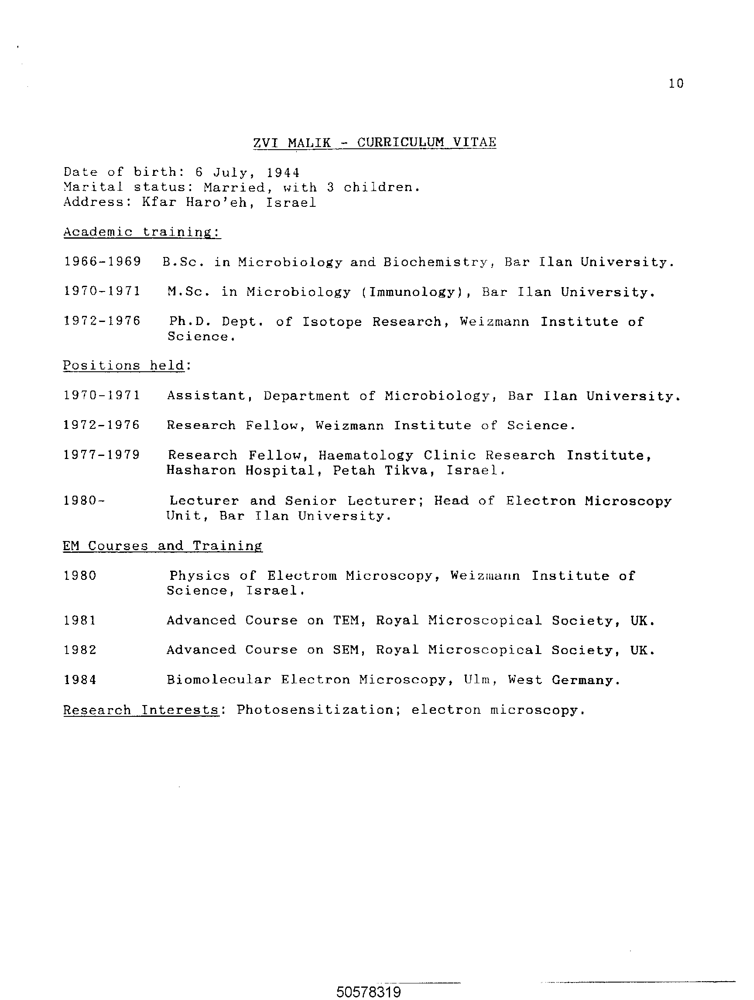 10
ZVI MALIK - CURRICULUM VITAE
Date of birth: 6 July, 1944
Marital status: Married, with 3 children.
Address: Kfar Haro'eh, Israel
Academic training:
1966-1969 B.Sc. in Microbiology and Biochemistry, Bar Ilan University.
1970-1971 M.Sc. in Microbiology (Immunology), Bar Ilan University.
1972-1976 Ph.D. Dept. of Isotope Research, Weizmann Institute of
Science.
Positions held:
1970-1971 Assistant, Department of Microbiology, Bar Ilan University.
1972-1976 Research Fellow, Weizmann Institute of Science.
1977-1979 Research Fellow, Haematology Clinic Research Institute,
Hasharon Hospital, Petah Tikva, Israel.
1980- Lecturer and Senior Lecturer; Head of Electron Microscopy
Unit, Bar Ilan University.
EM Courses and Training
1980 Physics of Electrom Microscopy, Weizmann Institute of
Science, Israel.
1981 Advanced Course on TEM, Royal Microscopical Society, UK.
1982 Advanced Course on SEM, Royal Microscopical Society, UK.
1984 Biomolecular Electron Microscopy, Ulm, West Germany.
Research Interests: Photosensitization; electron microscopy.
50578319